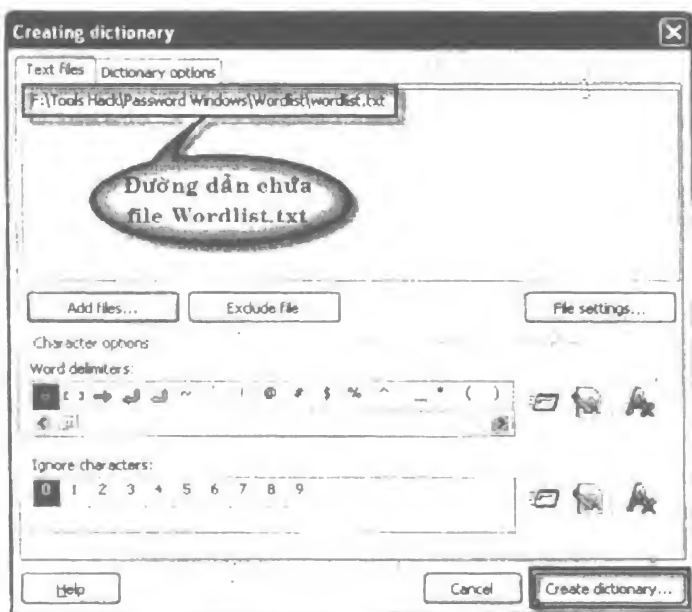 Creating dictionary
Text files Dictionary options
F:\Tools Hack\Password Windows\Wordlist\wordlist.txt
Đường dẫn chứa
file Wordlist.txt
Add files... Exclude file File settings...
Character options
Word delimiters:
~ ` ! @ # $ % ^ _ * ( )
Ignore characters:
0 1 2 3 4 5 6 7 8 9
Help Cancel Create dictionary...